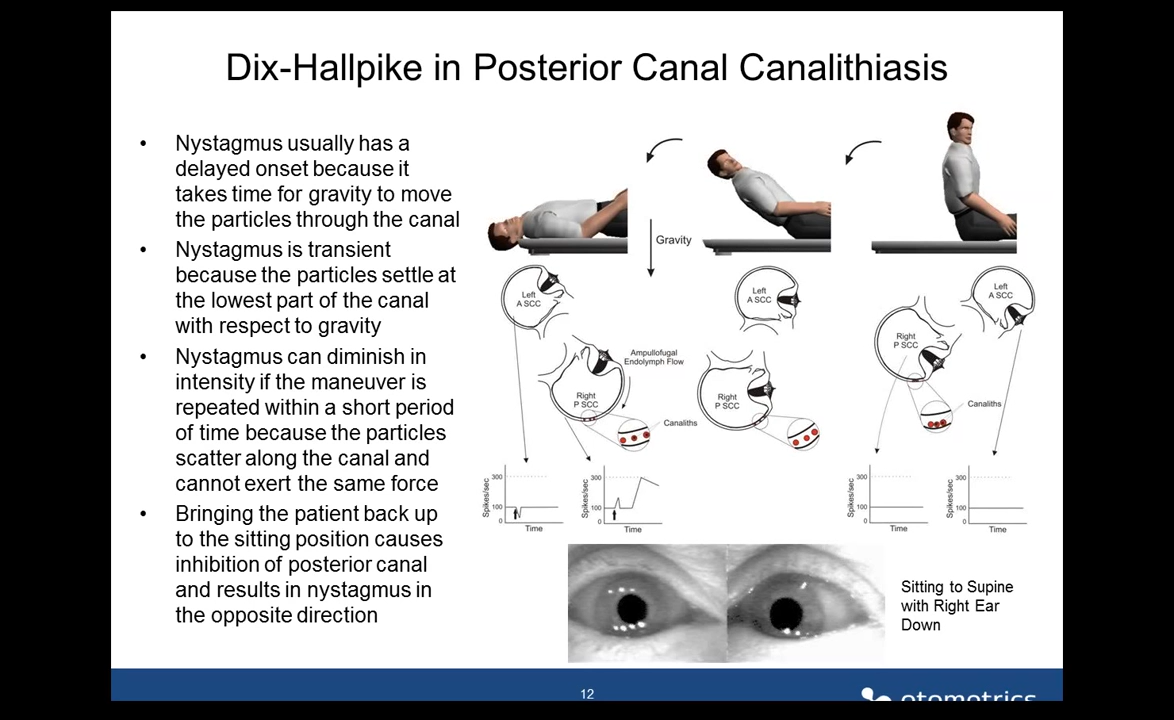 Dix-Hallpike in Posterior Canal Canalithiasis
• Nystagmus usually has a
delayed onset because it
takes time for gravity to move
the particles through the canal
• Nystagmus is transient
because the particles settle at
the lowest part of the canal
with respect to gravity
• Nystagmus can diminish in
intensity if the maneuver is
repeated within a short period
of time because the particles
scatter along the canal and
cannot exert the same force
• Bringing the patient back up
to the sitting position causes
inhibition of posterior canal
and results in nystagmus in
the opposite direction
Gravity
Left
A SCC
Left
A SCC
Left
A SCC
Right
P SCC
Ampullofugal
Endolymph Flow
Right
P SCC
Right
P SCC
Canaliths
Canaliths
Spikes/sec
300
100
0
Time
Spikes/sec
300
100
0
Time
Spikes/sec
300
100
0
Time
Spikes/sec
300
100
0
Time
Sitting to Supine
with Right Ear
Down
12
otometrics